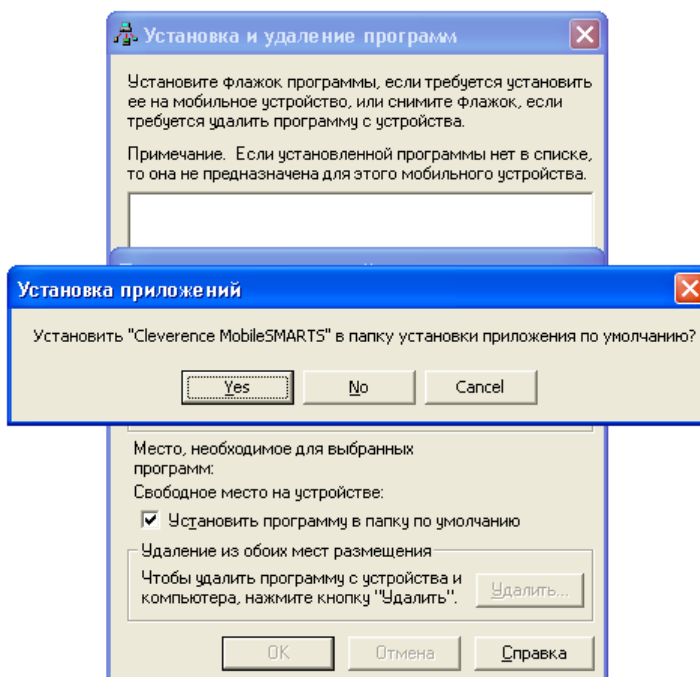 Установка и удаление программ
Установите флажок программы, если требуется установить
ее на мобильное устройство, или снимите флажок, если
требуется удалить программу с устройства.
Примечание. Если установленной программы нет в списке,
то она не предназначена для этого мобильного устройства.
Установка приложений
Установить "Cleverence MobileSMARTS" в папку установки приложения по умолчанию?
Yes
No
Cancel
Место, необходимое для выбранных
программ:
Свободное место на устройстве:
Установить программу в папку по умолчанию
Удаление из обоих мест размещения
Чтобы удалить программу с устройства и
компьютера, нажмите кнопку "Удалить".
Удалить...
OK
Отмена
Справка